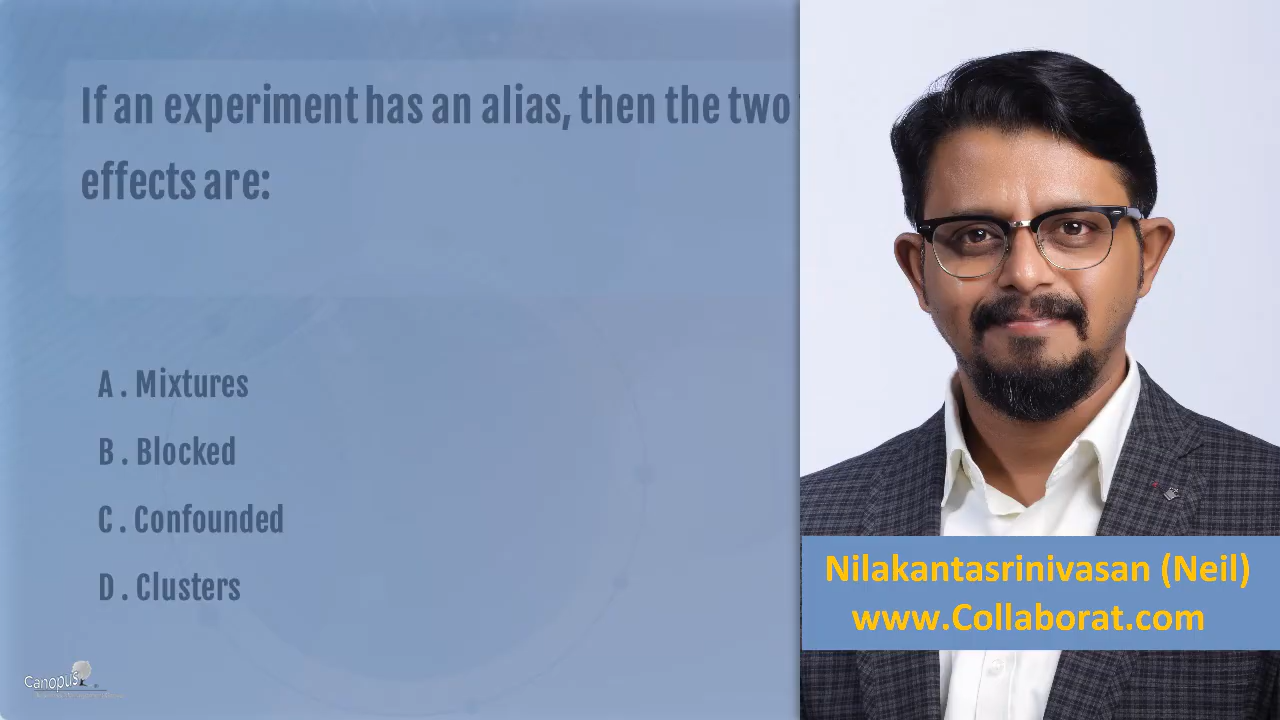 If an experiment has an alias, then the two
effects are:
A . Mixtures
B . Blocked
C . Confounded
D . Clusters
Nilakantasrinivasan (Neil)
www.Collaborat.com
Canopus